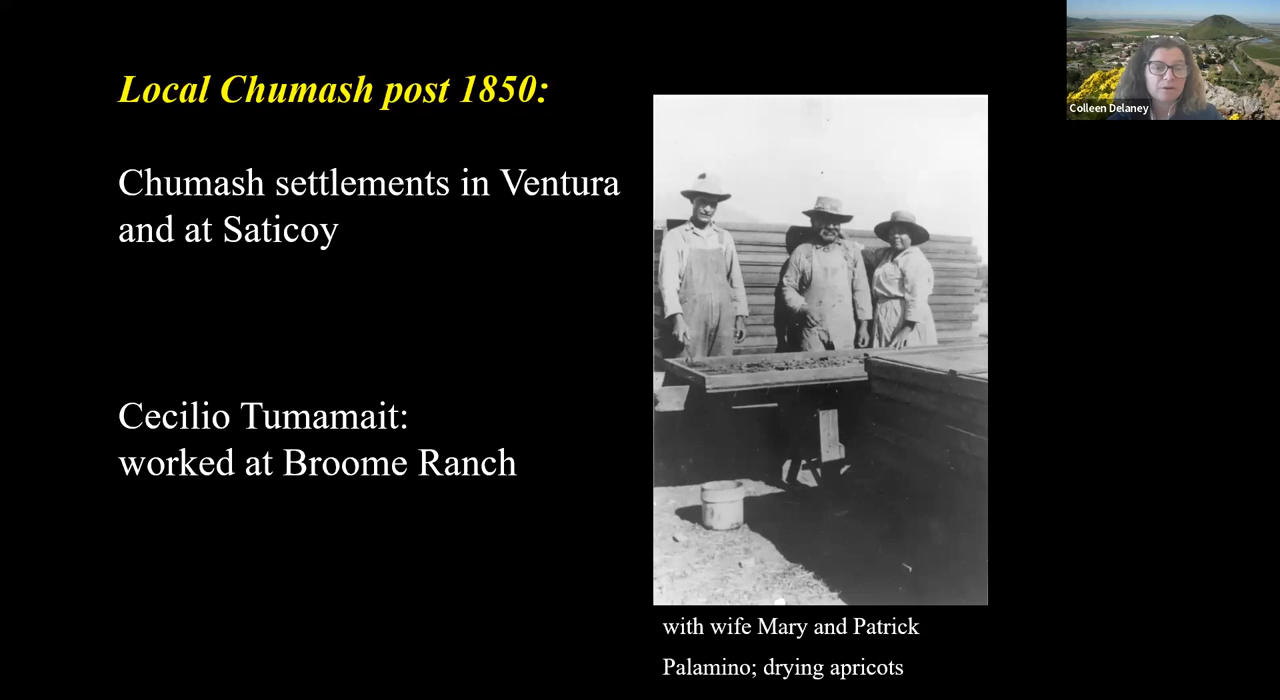 Local Chumash post 1850:
Chumash settlements in Ventura
and at Saticoy
Cecilio Tumamait:
worked at Broome Ranch
with wife Mary and Patrick
Palamino; drying apricots
Colleen Delaney